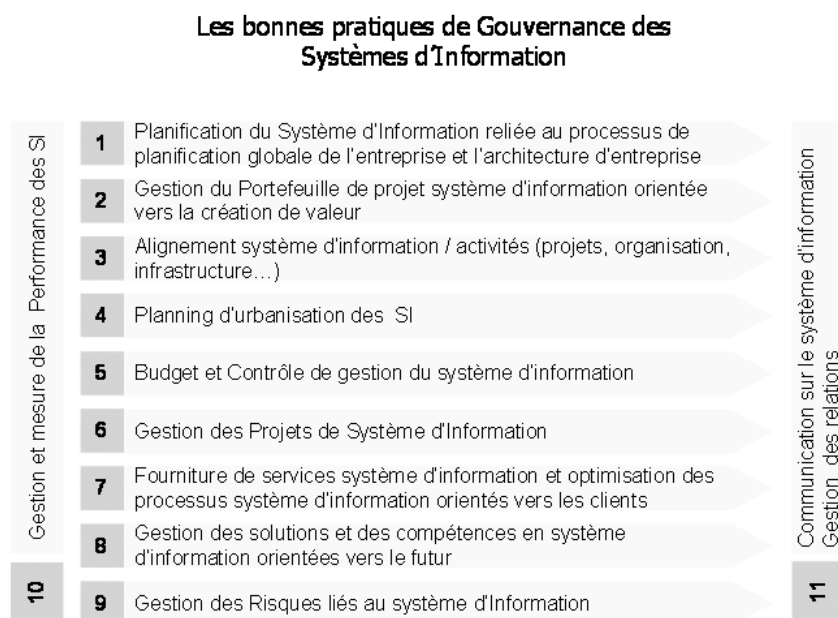 Les bonnes pratiques de Gouvernance des
Systèmes d'Information
Gestion et mesure de la Performance des SI
10
1
Planification du Système d'Information reliée au processus de
planification globale de l'entreprise et l'architecture d'entreprise
2
Gestion du Portefeuille de projet système d'information orientée
vers la création de valeur
3
Alignement système d'information / activités (projets, organisation,
infrastructure...)
4
Planning d'urbanisation des SI
5
Budget et Contrôle de gestion du système d'information
6
Gestion des Projets de Système d'Information
7
Fourniture de services système d'information et optimisation des
processus système d'information orientés vers les clients
8
Gestion des solutions et des compétences en système
d'information orientées vers le futur
9
Gestion des Risques liés au système d'Information
Communication sur le système d'information
Gestion des relations
11